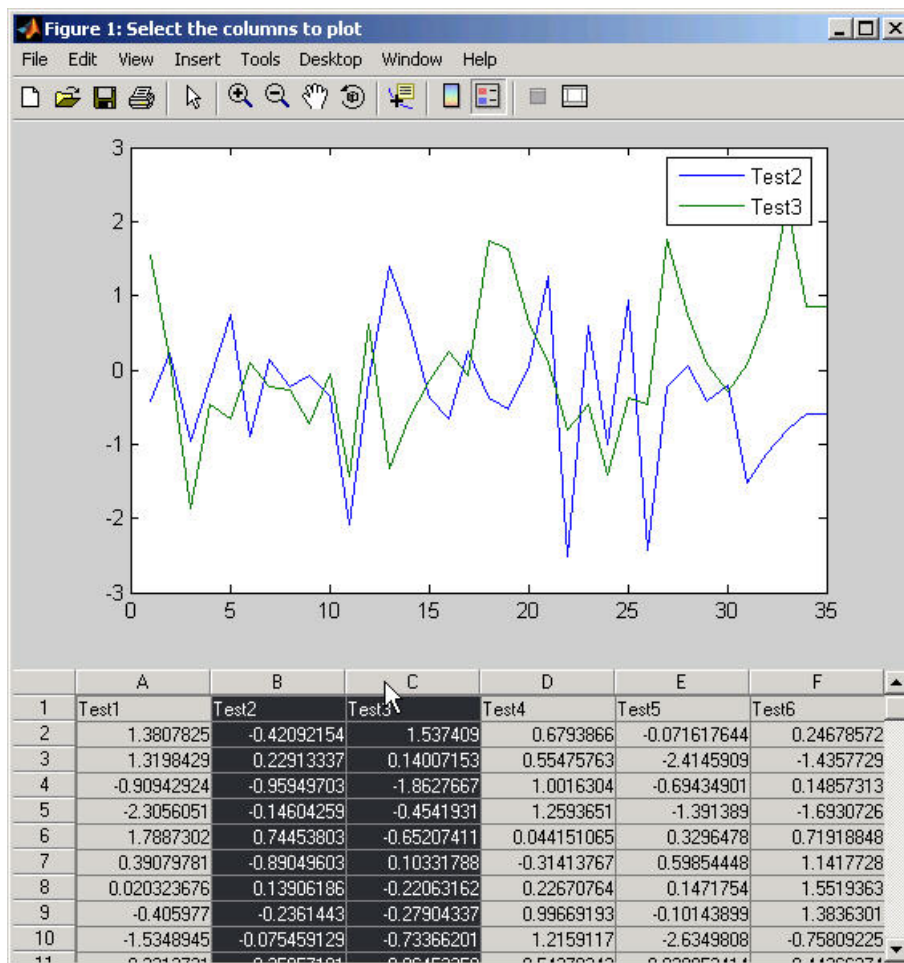 Figure 1: Select the columns to plot
File Edit View Insert Tools Desktop Window Help
3
Test2
Test3
2
1
0
-1
-2
-3
0 5 10 15 20 25 30 35
A B C D E F
1 Test1 Test2 Test3 Test4 Test5 Test6
2 1.3807825 -0.42092154 1.537409 0.6793866 -0.071617644 0.24678572
3 1.3198429 0.22913337 0.14007153 0.55475763 -2.4145909 -1.4357729
4 -0.90942924 -0.95949703 -1.8627667 1.0016304 -0.69434901 0.14857313
5 -2.3056051 -0.14604259 -0.4541931 1.2593651 -1.391389 -1.6930726
6 1.7887302 0.74453803 -0.65207411 0.044151065 0.3296478 0.71918848
7 0.39079781 -0.89049603 0.10331788 -0.31413767 0.59854448 1.1417728
8 0.020323676 0.13906186 -0.22063162 0.22670764 0.1471754 1.5519363
9 -0.405977 -0.2361443 -0.27904337 0.99669193 -0.10143899 1.3836301
10 -1.5348945 -0.075459129 -0.73366201 1.2159117 -2.6349808 -0.75809225